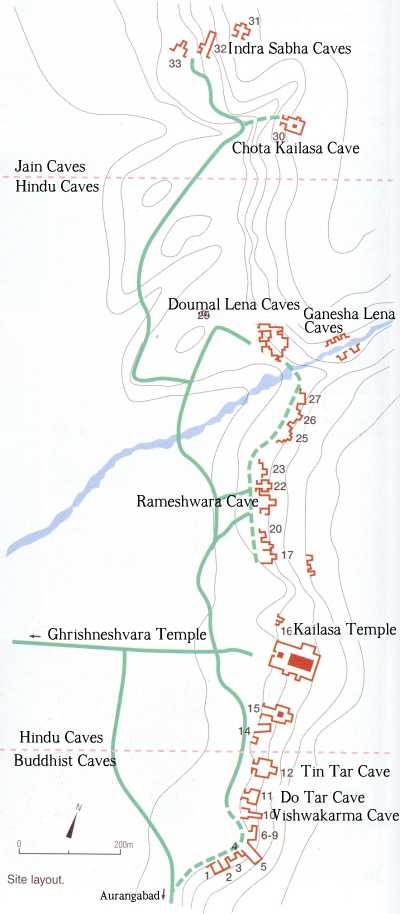 31
32 Indra Sabha Caves
33
30
Chota Kailasa Cave
Jain Caves
Hindu Caves
Doumal Lena Caves
29
Ganesha Lena
Caves
27
26
25
23
22
Rameshwara Cave
20
17
16 Kailasa Temple
← Ghrishneshvara Temple
15
14
Hindu Caves
Buddhist Caves
12 Tin Tar Cave
11 Do Tar Cave
10 Vishwakarma Cave
6-9
4
5
3
2
1
N
0 200m
Site layout.
Aurangabad↓